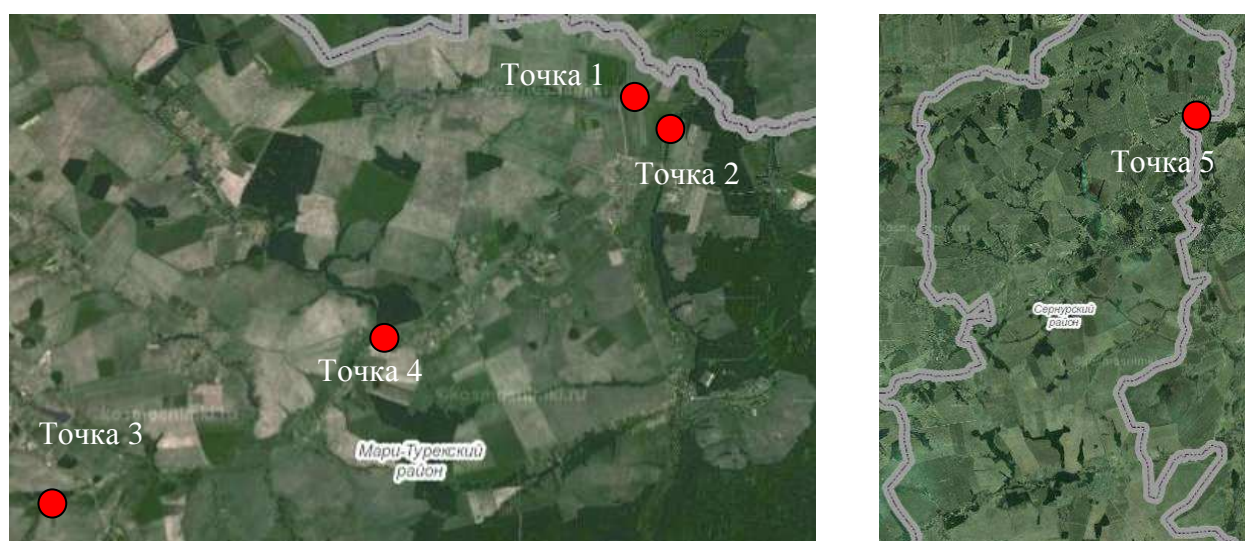 Точка 1
Точка 2
Точка 4
Точка 3
Мари-Турекский
район
Точка 5
Сернурский
район